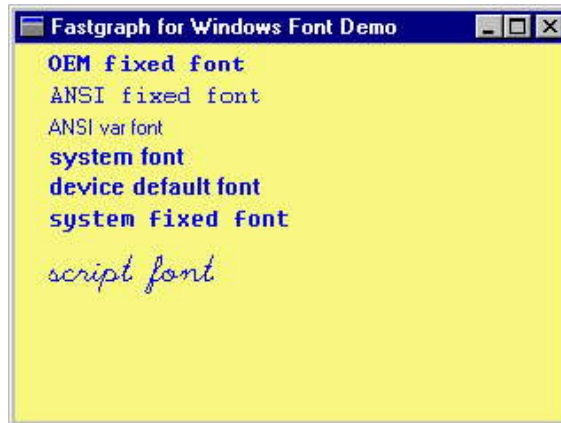 Fastgraph for Windows Font Demo
OEM fixed font
ANSI fixed font
ANSI var font
system font
device default font
system fixed font
script font